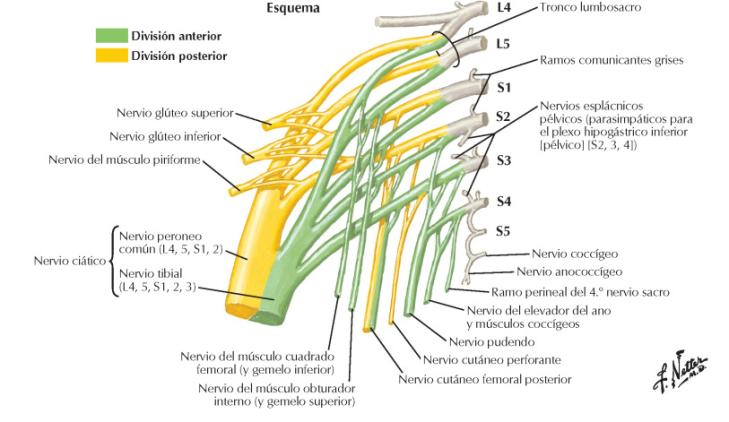 Esquema
División anterior
División posterior
L4
Tronco lumbosacro
L5
Ramos comunicantes grises
S1
S2
Nervios esplácnicos
pélvicos (parasimpáticos para
el plexo hipogástrico inferior
[pélvico] [S2, 3, 4])
S3
S4
S5
Nervio glúteo superior
Nervio glúteo inferior
Nervio del músculo piriforme
Nervio ciático
Nervio peroneo
común (L4, 5, S1, 2)
Nervio tibial
(L4, 5, S1, 2, 3)
Nervio coccígeo
Nervio anococcígeo
Ramo perineal del 4.º nervio sacro
Nervio del elevador del ano
y músculos coccígeos
Nervio pudendo
Nervio cutáneo perforante
Nervio cutáneo femoral posterior
Nervio del músculo cuadrado
femoral (y gemelo inferior)
Nervio del músculo obturador
interno (y gemelo superior)
F. Netter
M.D.